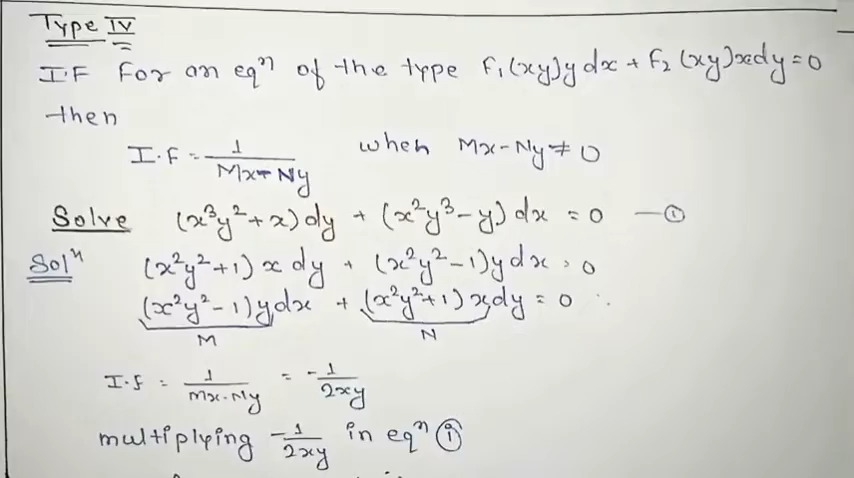 Type IV
I.F for an eqn of the type f₁(xy)y dx + f₂(xy)xdy = 0
then
I.F = 1/(Mx - Ny) when Mx - Ny ≠ 0
Solve (x³y² + x) dy + (x²y³ - y) dx = 0 — ①
Solⁿ (x²y² + 1) x dy + (x²y² - 1) y dx = 0
(x²y² - 1) y dx + (x²y² + 1) x dy = 0
M N
I.f = 1/(Mx - Ny) = -1/(2xy)
multiplying -1/(2xy) in eqn ①